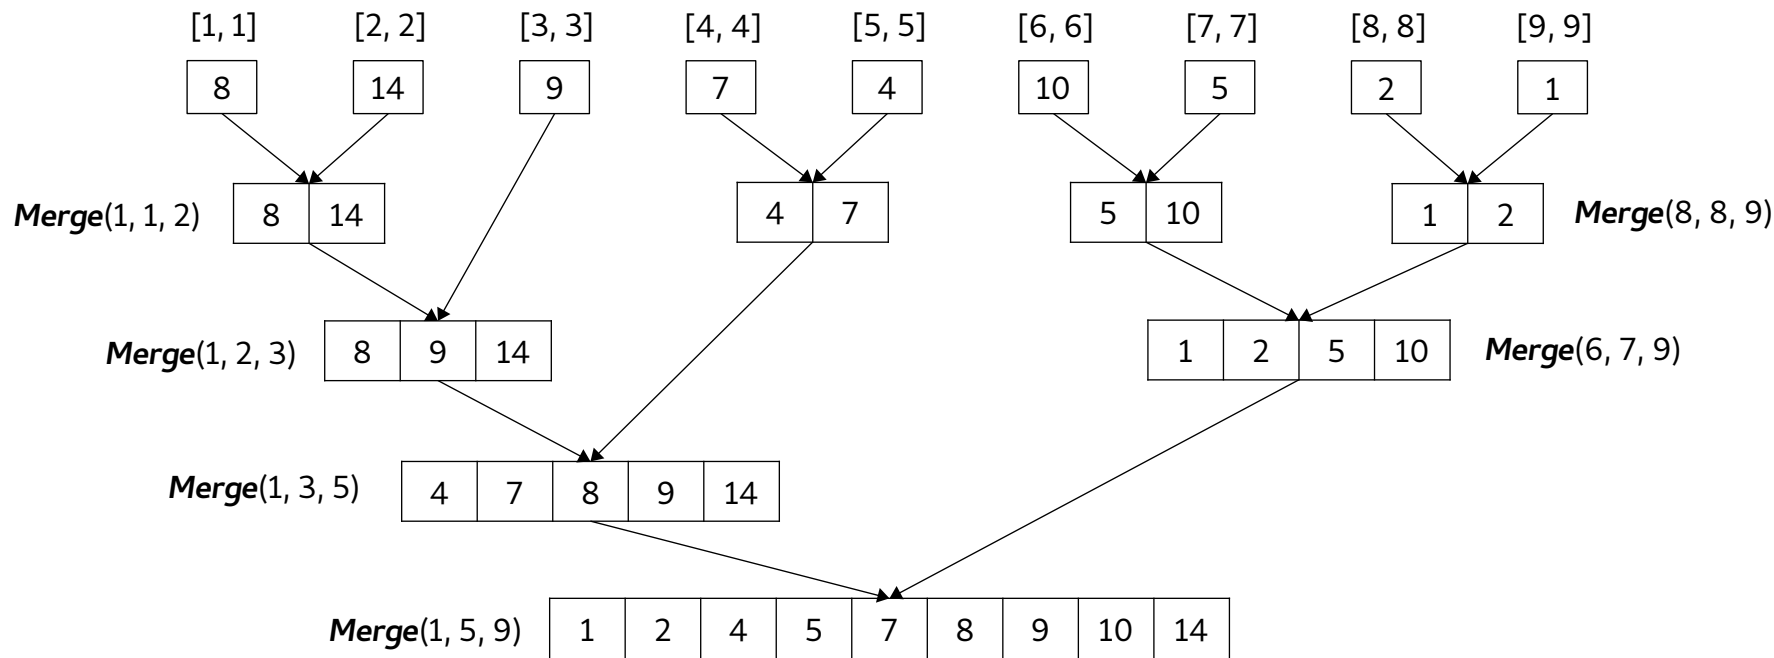 [1, 1] [2, 2] [3, 3] [4, 4] [5, 5] [6, 6] [7, 7] [8, 8] [9, 9]
8 14 9 7 4 10 5 2 1
Merge(1, 1, 2) 8 14 4 7 5 10 1 2 Merge(8, 8, 9)
Merge(1, 2, 3) 8 9 14 1 2 5 10 Merge(6, 7, 9)
Merge(1, 3, 5) 4 7 8 9 14
Merge(1, 5, 9) 1 2 4 5 7 8 9 10 14